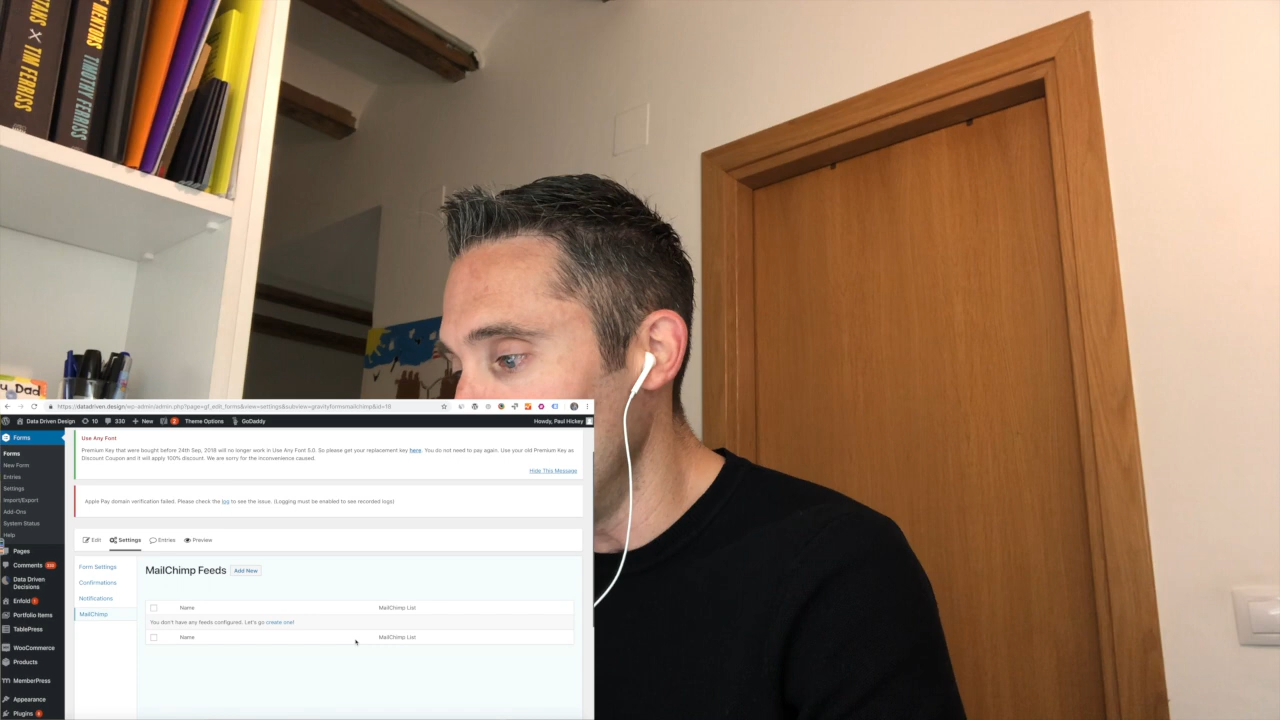 TANS X TIM FERRISS
E MENTORS TIMOTHY FERRISS
y Dad
https://datadriven.design/wp-admin/admin.php?page=gf_edit_forms&view=settings&subview=gravityformsmailchimp&id=16
Data Driven Design 10 330 + New 2 Theme Options GoDaddy Howdy, Paul Hickey
Forms
Forms
New Form
Entries
Settings
Import/Export
Add-Ons
System Status
Help
Pages
Comments
Data Driven
Decisions
Enfold
Portfolio Items
TablePress
WooCommerce
Products
MemberPress
Appearance
Plugins
Use Any Font
Premium Key that were bought before 24th Sep, 2018 will no longer work in Use Any Font 5.0. So please get your replacement key here. You do not need to pay again. Use your old Premium Key as
Discount Coupon and it will apply 100% discount. We are sorry for the inconvenience caused.
Hide This Message
Apple Pay domain verification failed. Please check the log to see the issue. (Logging must be enabled to see recorded logs)
Edit Settings Entries Preview
Form Settings
Confirmations
Notifications
MailChimp
MailChimp Feeds Add New
Name MailChimp List
You don't have any feeds configured. Let's go create one!
Name MailChimp List